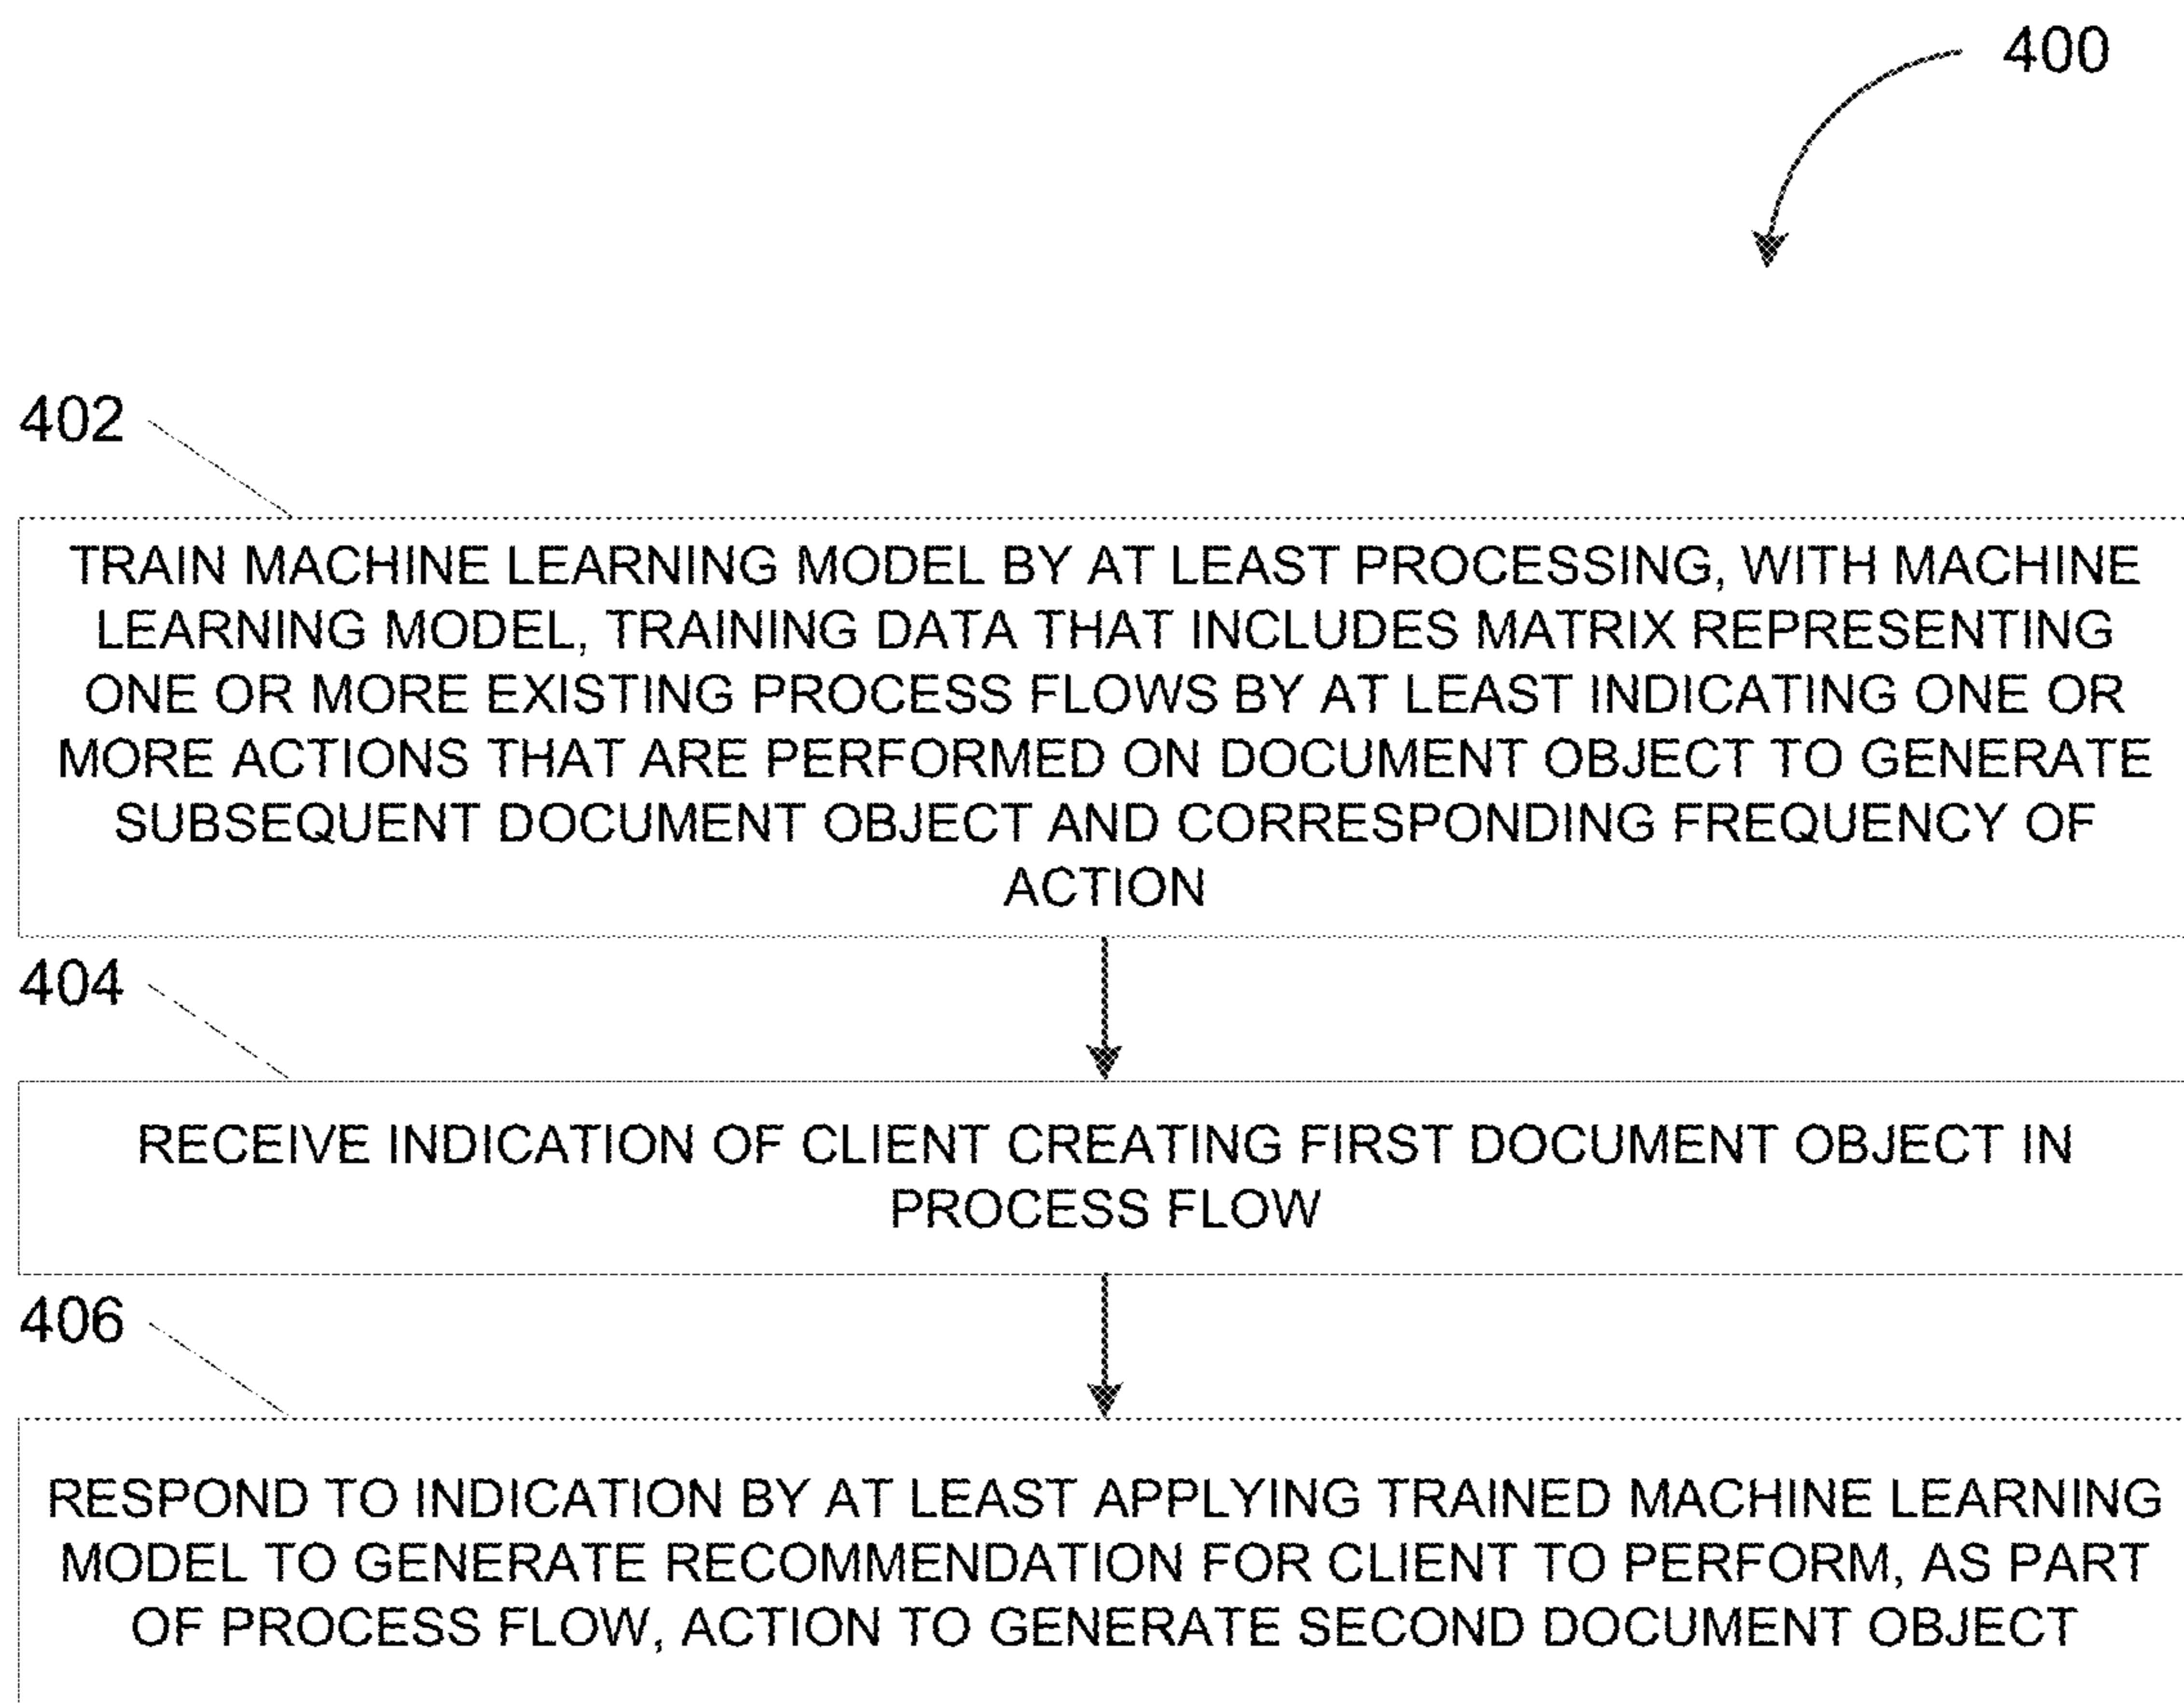 400
402
TRAIN MACHINE LEARNING MODEL BY AT LEAST PROCESSING, WITH MACHINE
LEARNING MODEL, TRAINING DATA THAT INCLUDES MATRIX REPRESENTING
ONE OR MORE EXISTING PROCESS FLOWS BY AT LEAST INDICATING ONE OR
MORE ACTIONS THAT ARE PERFORMED ON DOCUMENT OBJECT TO GENERATE
SUBSEQUENT DOCUMENT OBJECT AND CORRESPONDING FREQUENCY OF
ACTION
404
RECEIVE INDICATION OF CLIENT CREATING FIRST DOCUMENT OBJECT IN
PROCESS FLOW
406
RESPOND TO INDICATION BY AT LEAST APPLYING TRAINED MACHINE LEARNING
MODEL TO GENERATE RECOMMENDATION FOR CLIENT TO PERFORM, AS PART
OF PROCESS FLOW, ACTION TO GENERATE SECOND DOCUMENT OBJECT